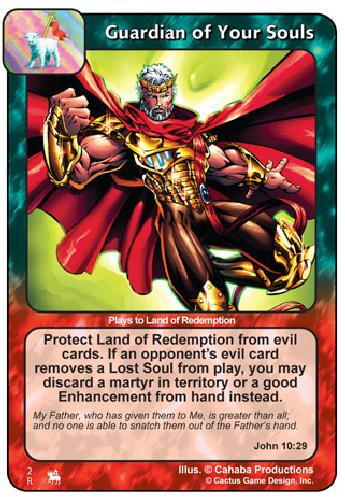 Guardian of Your Souls
Plays to Land of Redemption
Protect Land of Redemption from evil
cards. If an opponent's evil card
removes a Lost Soul from play, you may
discard a martyr in territory or a good
Enhancement from hand instead.
My Father, who has given them to Me, is greater than all;
and no one is able to snatch them out of the Father's hand.
John 10:29
2
R
Illus. © Cahaba Productions
© Cactus Game Design, Inc.